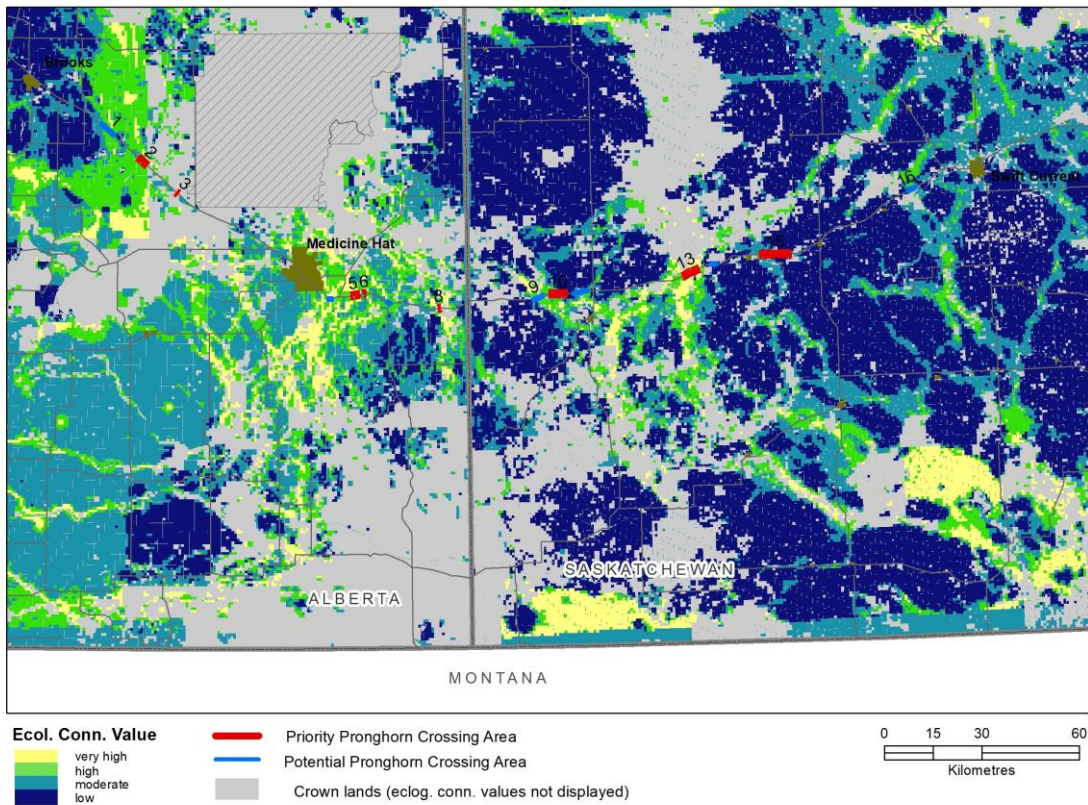 Brooks
1
2
3
16
Swift Current
Medicine Hat
13
5 6
9
10
8
SASKATCHEWAN
ALBERTA
MONTANA
Ecol. Conn. Value
very high
high
moderate
low
Priority Pronghorn Crossing Area
Potential Pronghorn Crossing Area
Crown lands (eclog. conn. values not displayed)
0 15 30 60
Kilometres